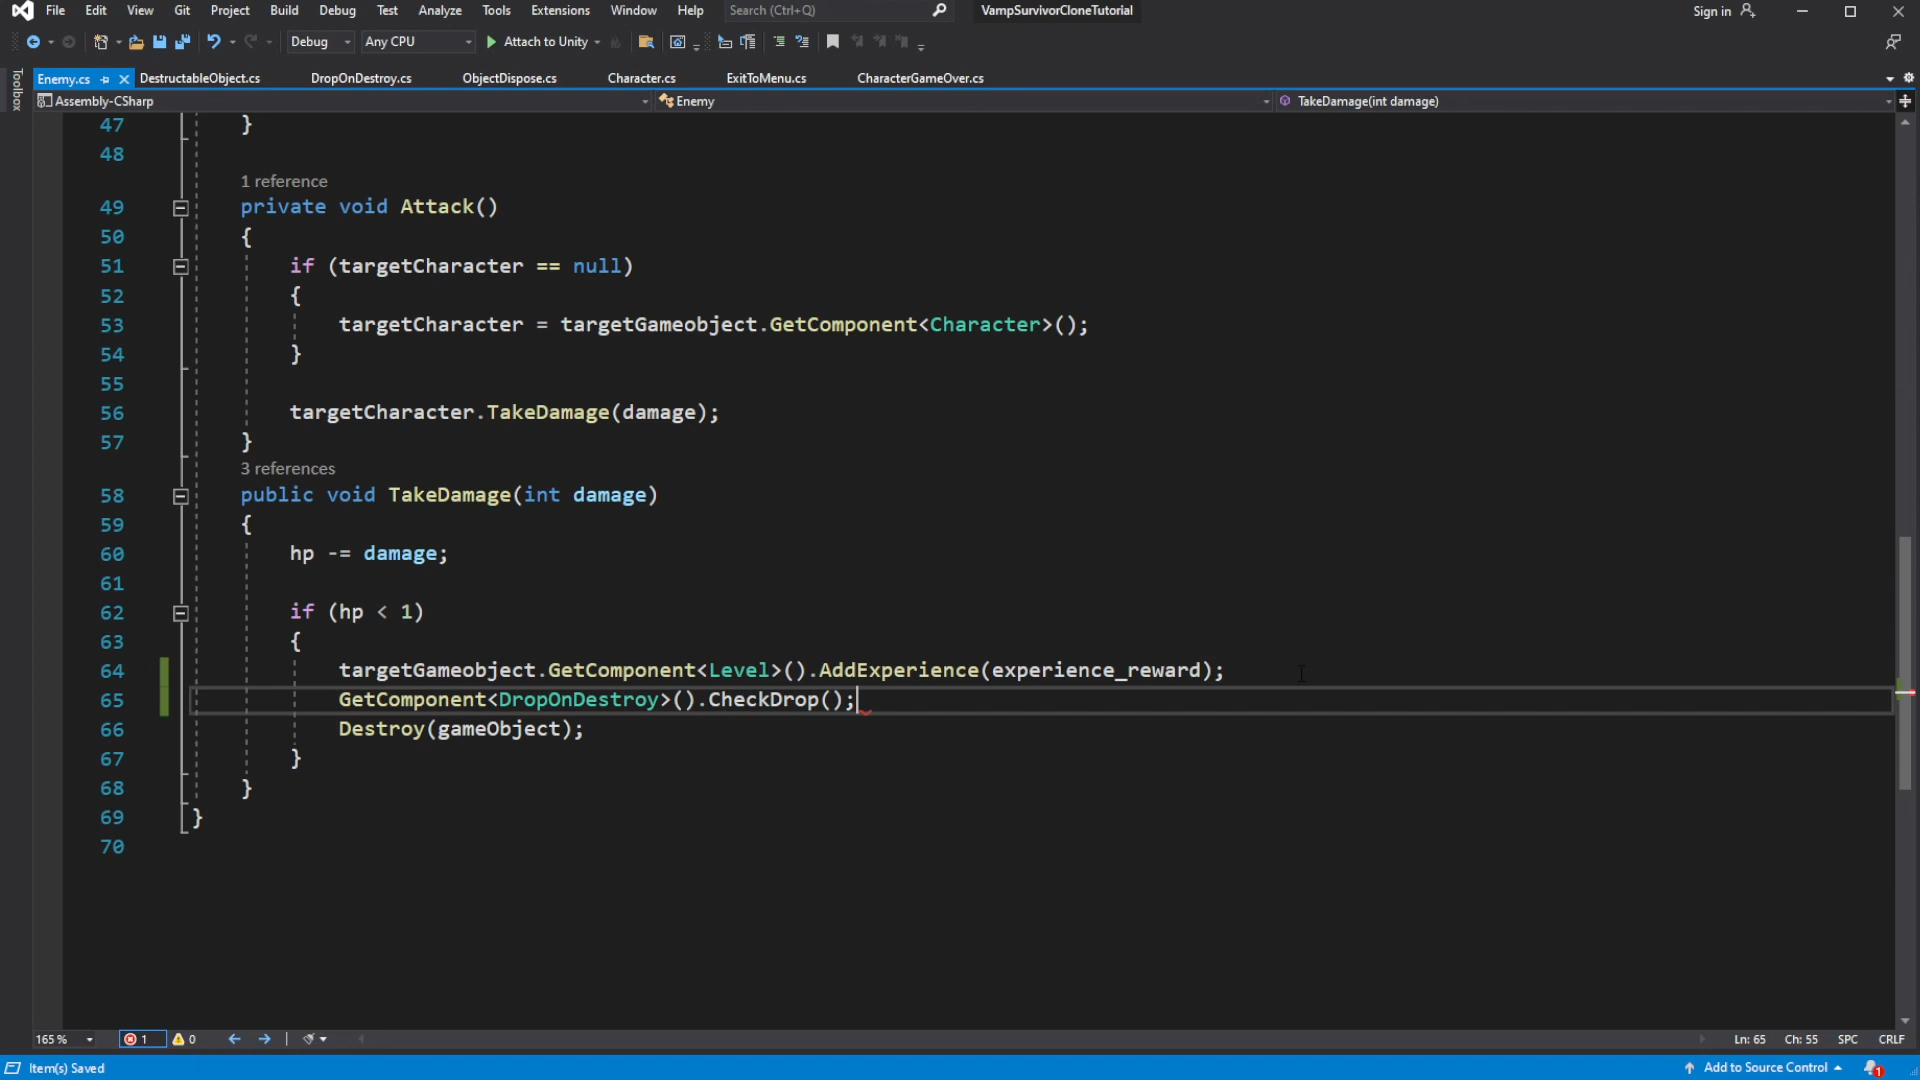 File Edit View Git Project Build Debug Test Analyze Tools Extensions Window Help Search (Ctrl+Q) VampSurvivorCloneTutorial Sign in
Debug Any CPU Attach to Unity
Toolbox
Enemy.cs DestructableObject.cs DropOnDestroy.cs ObjectDispose.cs Character.cs ExitToMenu.cs CharacterGameOver.cs
Assembly-CSharp Enemy TakeDamage(int damage)
47 }
48
1 reference
49 private void Attack()
50 {
51 if (targetCharacter == null)
52 {
53 targetCharacter = targetGameobject.GetComponent<Character>();
54 }
55
56 targetCharacter.TakeDamage(damage);
57 }
3 references
58 public void TakeDamage(int damage)
59 {
60 hp -= damage;
61
62 if (hp < 1)
63 {
64 targetGameobject.GetComponent<Level>().AddExperience(experience_reward);
65 GetComponent<DropOnDestroy>().CheckDrop();
66 Destroy(gameObject);
67 }
68 }
69 }
70
165 % 1 0 Ln: 65 Ch: 55 SPC CRLF
Item(s) Saved Add to Source Control 1